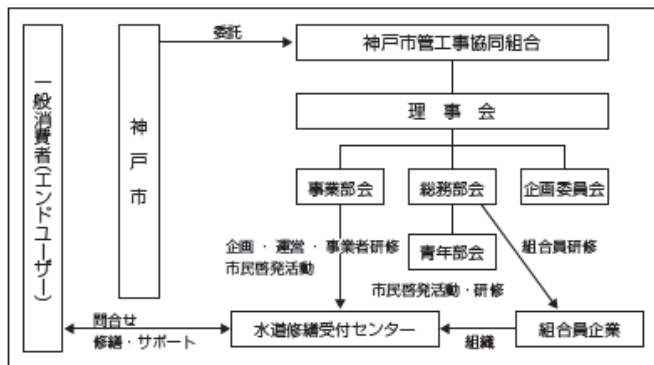 委託
神戸市管工事協同組合
一般消費者(エンドユーザー)
神戸市
理事会
事業部会
総務部会
企画委員会
企画・運営・事業者研修
市民啓発活動
青年部会
組合員研修
市民啓発活動・研修
問合せ
修繕・サポート
水道修繕受付センター
組織
組合員企業